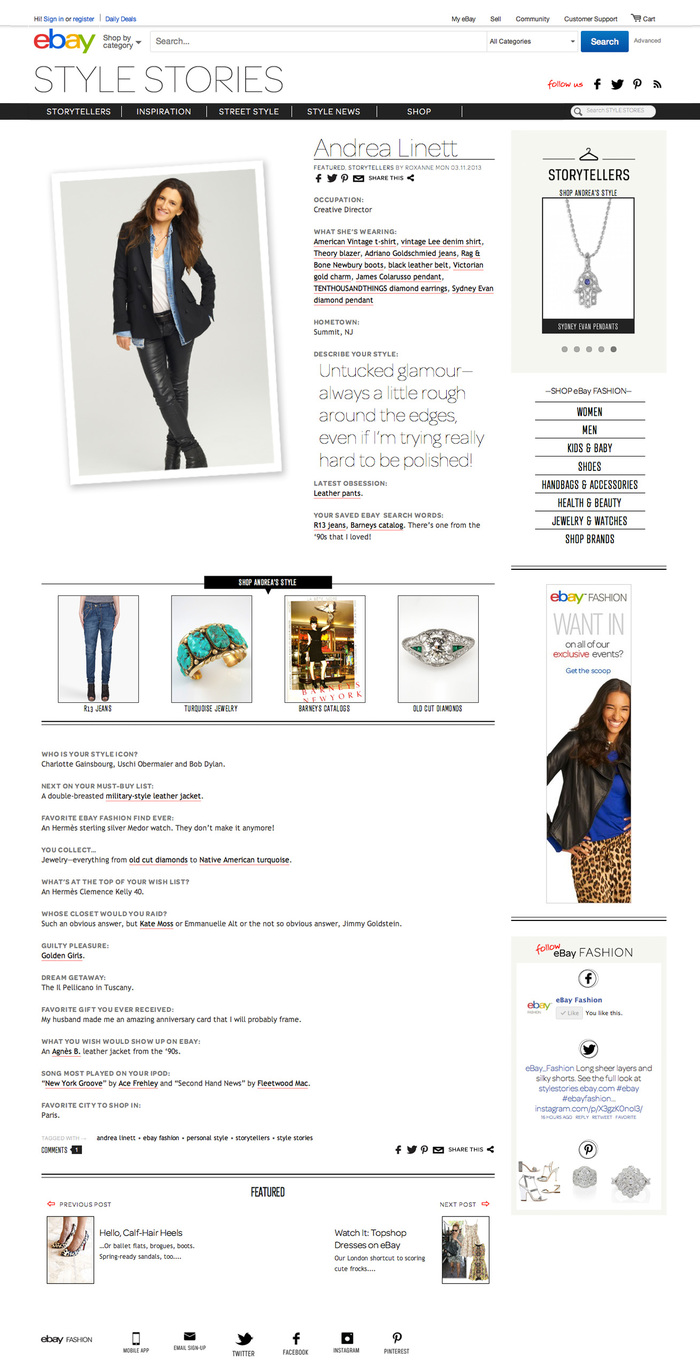 Hi! Sign in or register
Daily Deals
My eBay
Sell
Community
Customer Support
Cart
ebay
Shop by
category
Search...
All Categories
Search
Advanced
STYLE STORIES
follow us
STORYTELLERS
INSPIRATION
STREET STYLE
STYLE NEWS
SHOP
Search STYLE STORIES
Andrea Linett
FEATURED, STORYTELLERS BY ROXANNE MON 03.11.2013
SHARE THIS
OCCUPATION:
Creative Director
WHAT SHE'S WEARING:
American Vintage t-shirt, vintage Lee denim shirt,
Theory blazer, Adriano Goldschmied jeans, Rag &
Bone Newbury boots, black leather belt, Victorian
gold charm, James Colarusso pendant,
TENTHOUSANDTHINGS diamond earrings, Sydney Evan
diamond pendant
HOMETOWN:
Summit, NJ
DESCRIBE YOUR STYLE:
Untucked glamour—
always a little rough
around the edges,
even if I'm trying really
hard to be polished!
LATEST OBSESSION:
Leather pants.
YOUR SAVED EBAY SEARCH WORDS:
R13 jeans, Barneys catalog. There's one from the
'90s that I loved!
STORYTELLERS
SHOP ANDREA'S STYLE
SYDNEY EVAN PENDANTS
—SHOP eBay FASHION—
WOMEN
MEN
KIDS & BABY
SHOES
HANDBAGS & ACCESSORIES
HEALTH & BEAUTY
JEWELRY & WATCHES
SHOP BRANDS
SHOP ANDREA'S STYLE
BARNEYS
NEWYORK
R13 JEANS
TURQUOISE JEWELRY
BARNEYS CATALOGS
OLD CUT DIAMONDS
ebay FASHION
WANT IN
on all of our
exclusive events?
Get the scoop
WHO IS YOUR STYLE ICON?
Charlotte Gainsbourg, Uschi Obermaier and Bob Dylan.
NEXT ON YOUR MUST-BUY LIST:
A double-breasted military-style leather jacket.
FAVORITE EBAY FASHION FIND EVER:
An Hermès sterling silver Medor watch. They don't make it anymore!
YOU COLLECT...
Jewelry—everything from old cut diamonds to Native American turquoise.
WHAT'S AT THE TOP OF YOUR WISH LIST?
An Hermès Clemence Kelly 40.
WHOSE CLOSET WOULD YOU RAID?
Such an obvious answer, but Kate Moss or Emmanuelle Alt or the not so obvious answer, Jimmy Goldstein.
GUILTY PLEASURE:
Golden Girls.
DREAM GETAWAY:
The Il Pellicano in Tuscany.
FAVORITE GIFT YOU EVER RECEIVED:
My husband made me an amazing anniversary card that I will probably frame.
WHAT YOU WISH WOULD SHOW UP ON EBAY:
An Agnès B. leather jacket from the '90s.
SONG MOST PLAYED ON YOUR IPOD:
"New York Groove" by Ace Frehley and "Second Hand News" by Fleetwood Mac.
FAVORITE CITY TO SHOP IN:
Paris.
TAGGED WITH — andrea linett • ebay fashion • personal style • storytellers • style stories
COMMENTS 1
SHARE THIS
follow
eBay FASHION
ebay
FASHION
eBay Fashion
Like
You like this.
eBay_Fashion Long sheer layers and
silky shorts. See the full look at
stylestories.ebay.com #ebay
#ebayfashion...
instagram.com/p/X3gzK0nol3/
16 HOURS AGO REPLY RETWEET FAVORITE
FEATURED
PREVIOUS POST
NEXT POST
Hello, Calf-Hair Heels
...Or ballet flats, brogues, boots.
Spring-ready sandals, too....
Watch It: Topshop
Dresses on eBay
Our London shortcut to scoring
cute frocks....
ebay FASHION
MOBILE APP
EMAIL SIGN-UP
TWITTER
FACEBOOK
INSTAGRAM
PINTEREST